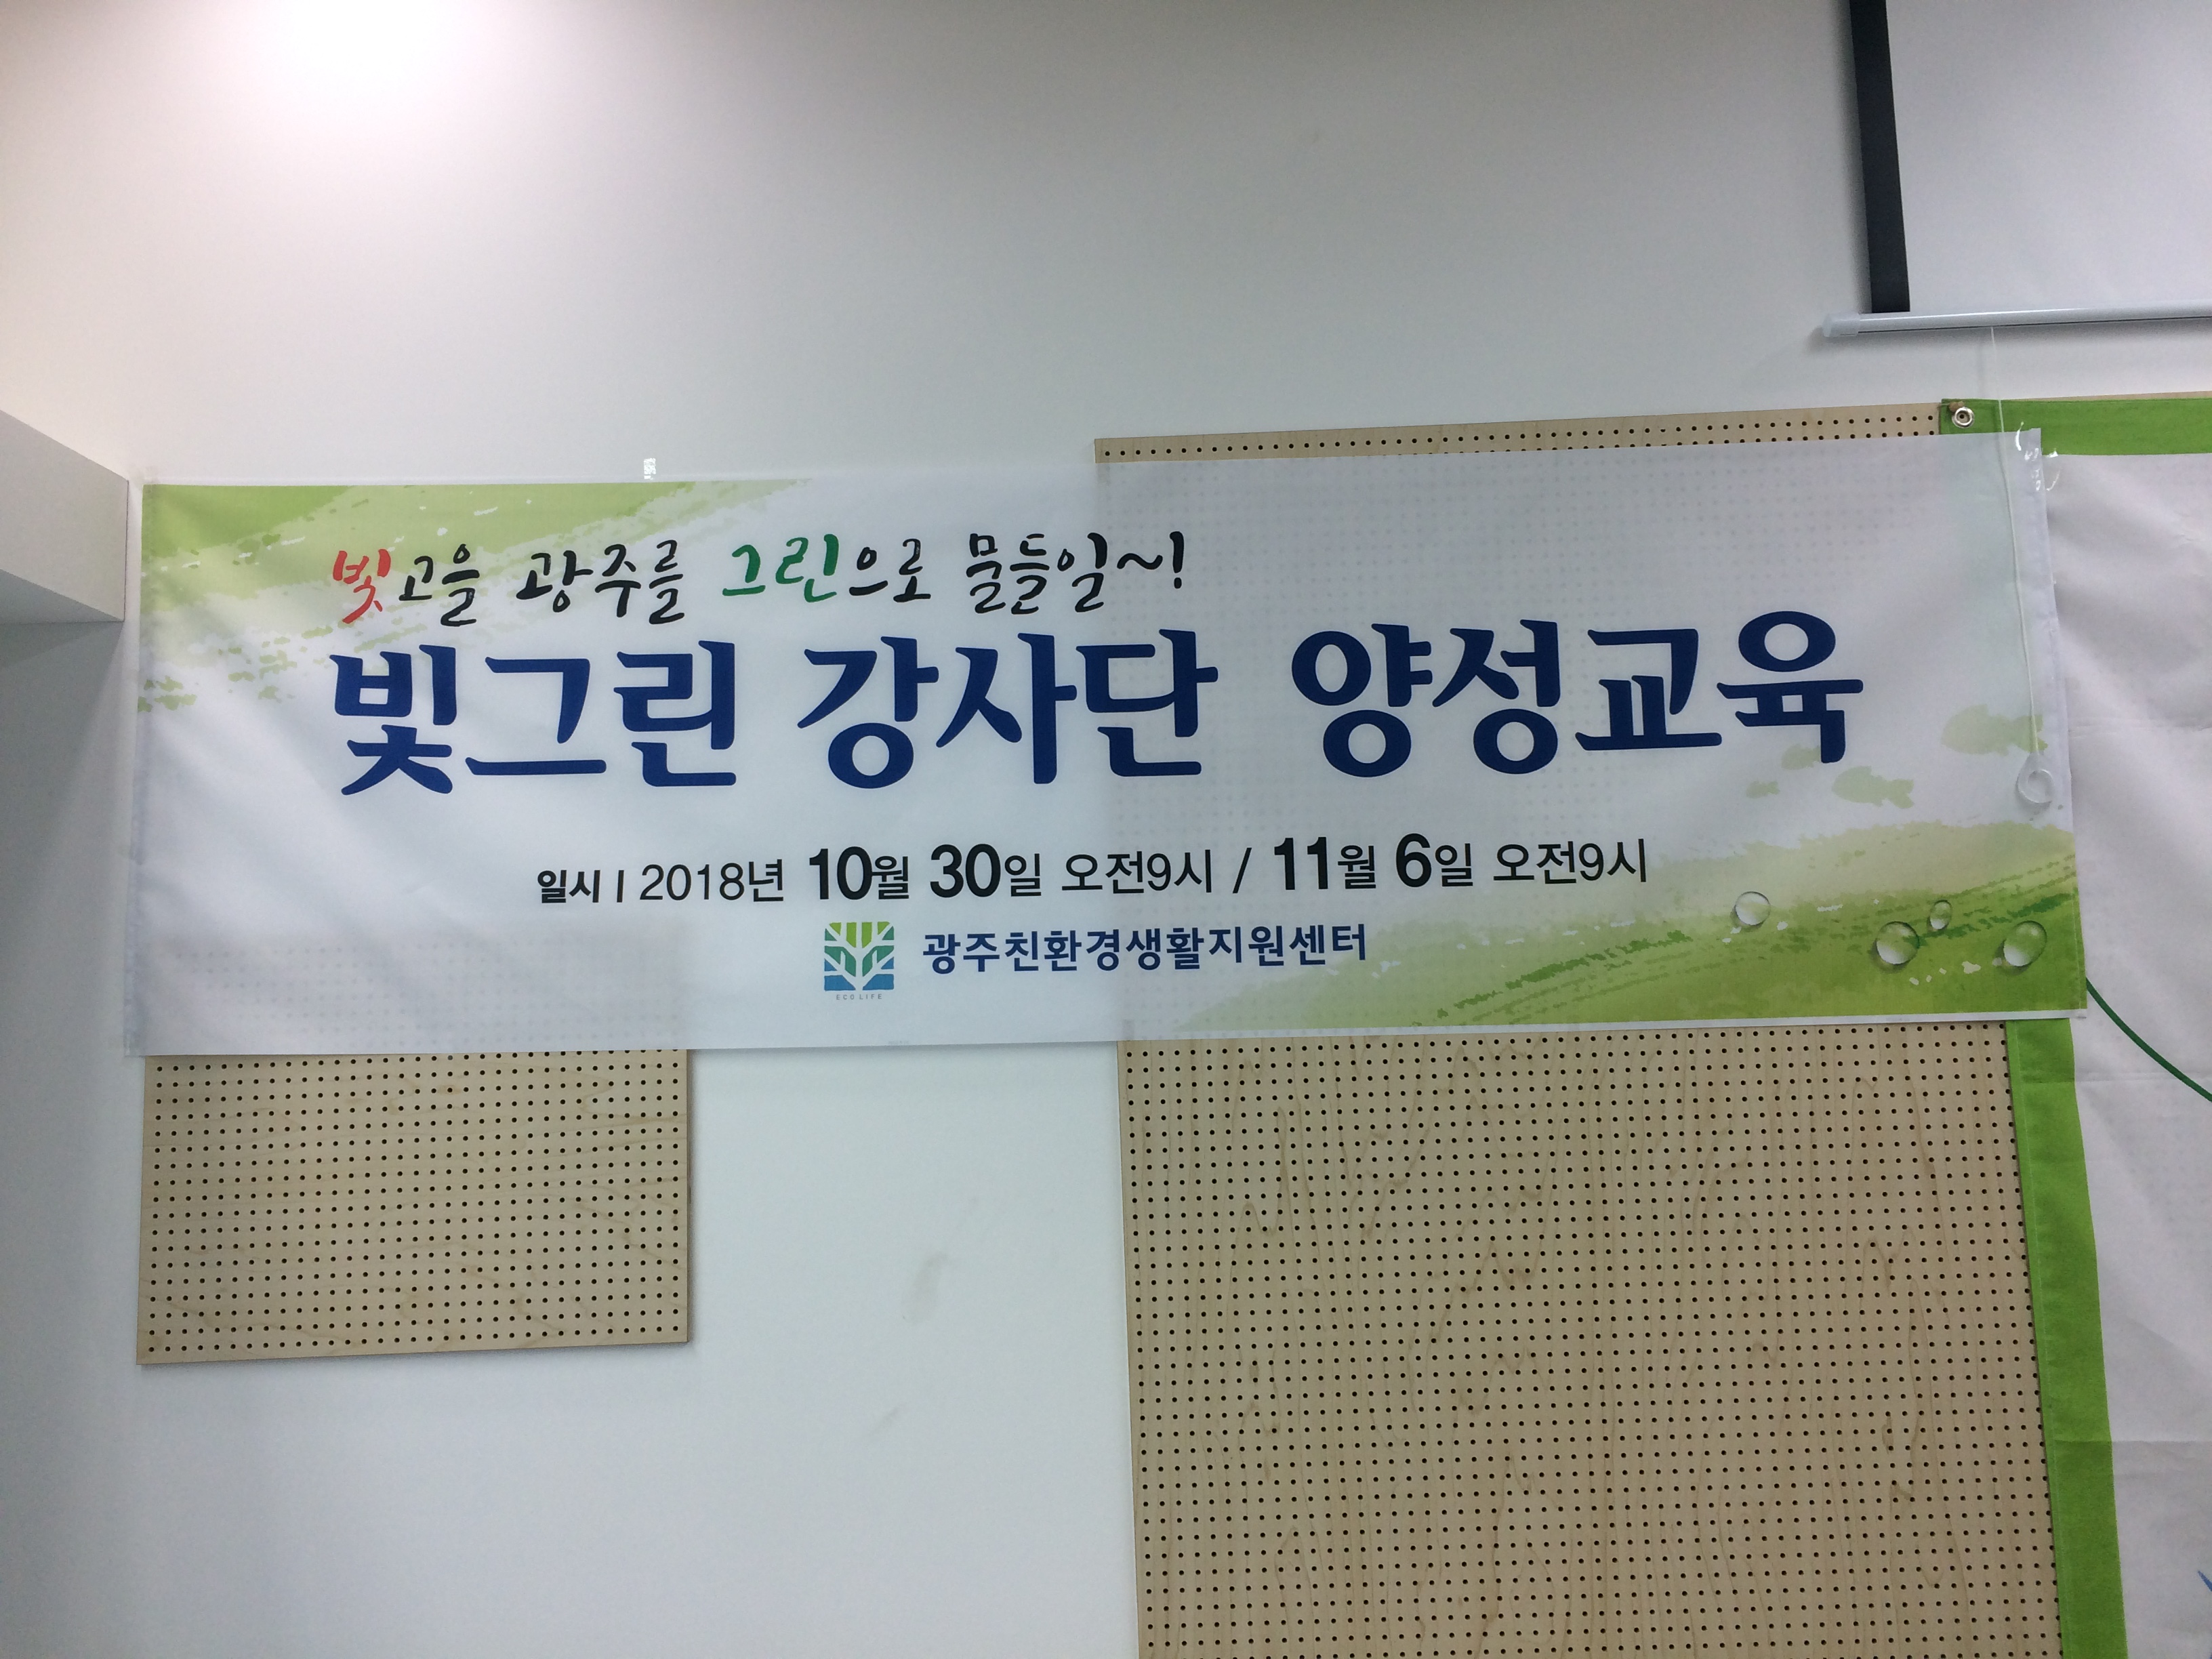 빛고을 광주를 그린으로 물들일~!
빛그린 강사단 양성교육
일시 | 2018년 10월 30일 오전9시 / 11월 6일 오전9시
광주친환경생활지원센터
ECO LIFE